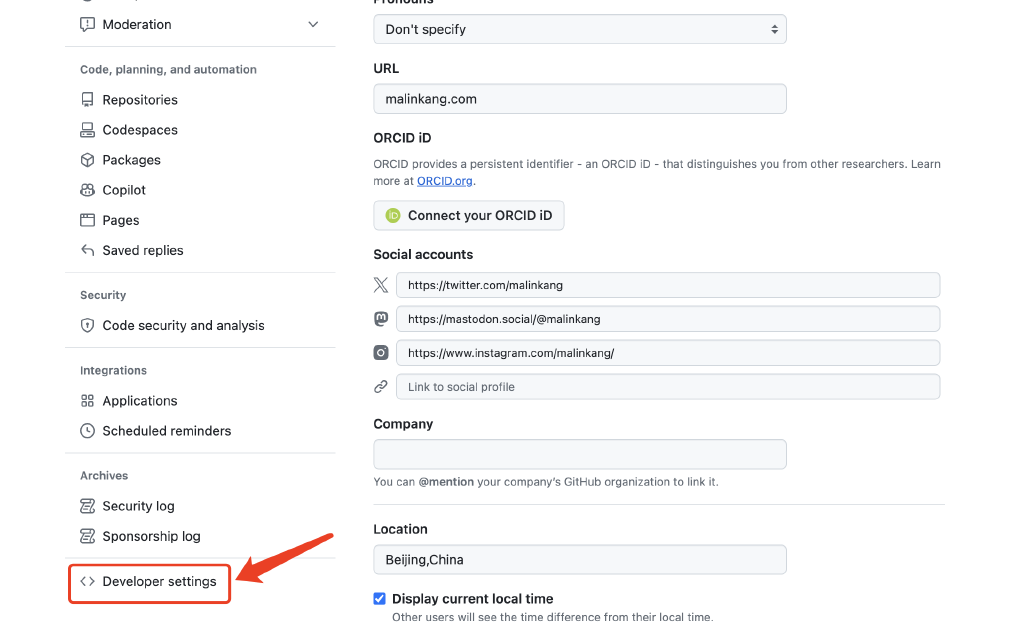 Moderation
Code, planning, and automation
Repositories
Codespaces
Packages
Copilot
Pages
Saved replies
Security
Code security and analysis
Integrations
Applications
Scheduled reminders
Archives
Security log
Sponsorship log
Developer settings
Pronouns
Don't specify
URL
malinkang.com
ORCID iD
ORCID provides a persistent identifier - an ORCID iD - that distinguishes you from other researchers. Learn
more at ORCID.org.
iD Connect your ORCID iD
Social accounts
https://twitter.com/malinkang
https://mastodon.social/@malinkang
https://www.instagram.com/malinkang/
Link to social profile
Company
You can @mention your company's GitHub organization to link it.
Location
Beijing,China
Display current local time
Other users will see the time difference from their local time.